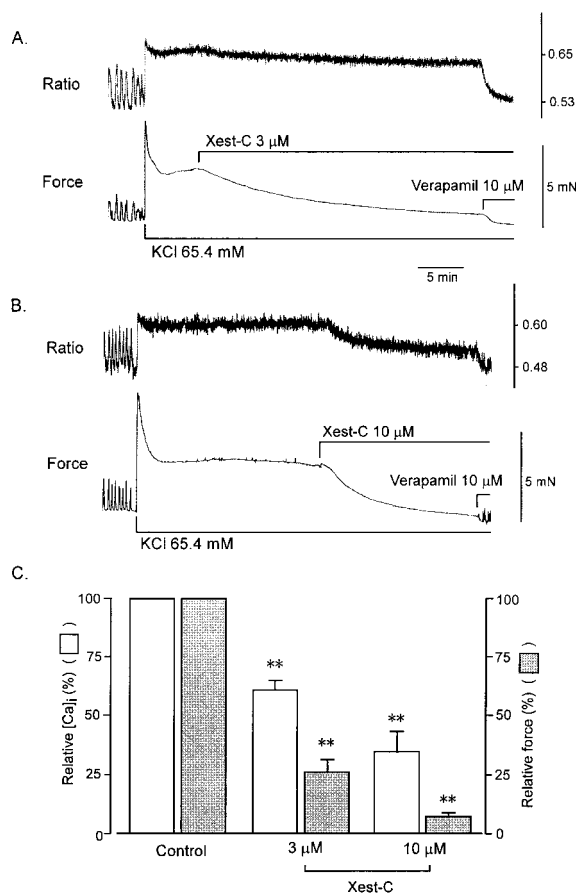 A.
Ratio
0.65
0.53
Xest-C 3 μM
Force
Verapamil 10 μM
5 mN
KCl 65.4 mM
5 min
B.
Ratio
0.60
0.48
Xest-C 10 μM
Force
Verapamil 10 μM
5 mN
KCl 65.4 mM
C.
Relative [Ca]i (%) ( )
100
75
50
25
0
**
**
**
**
100
75
50
25
0
Relative force (%) ( )
Control
3 μM
10 μM
Xest-C